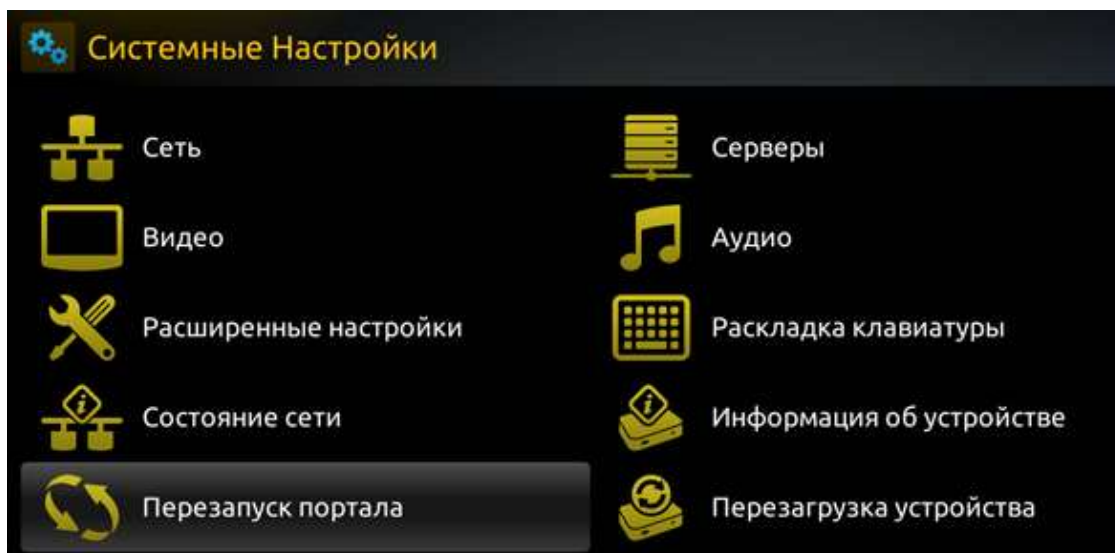 Системные Настройки
Сеть
Серверы
Видео
Аудио
Расширенные настройки
Раскладка клавиатуры
Состояние сети
Информация об устройстве
Перезапуск портала
Перезагрузка устройства